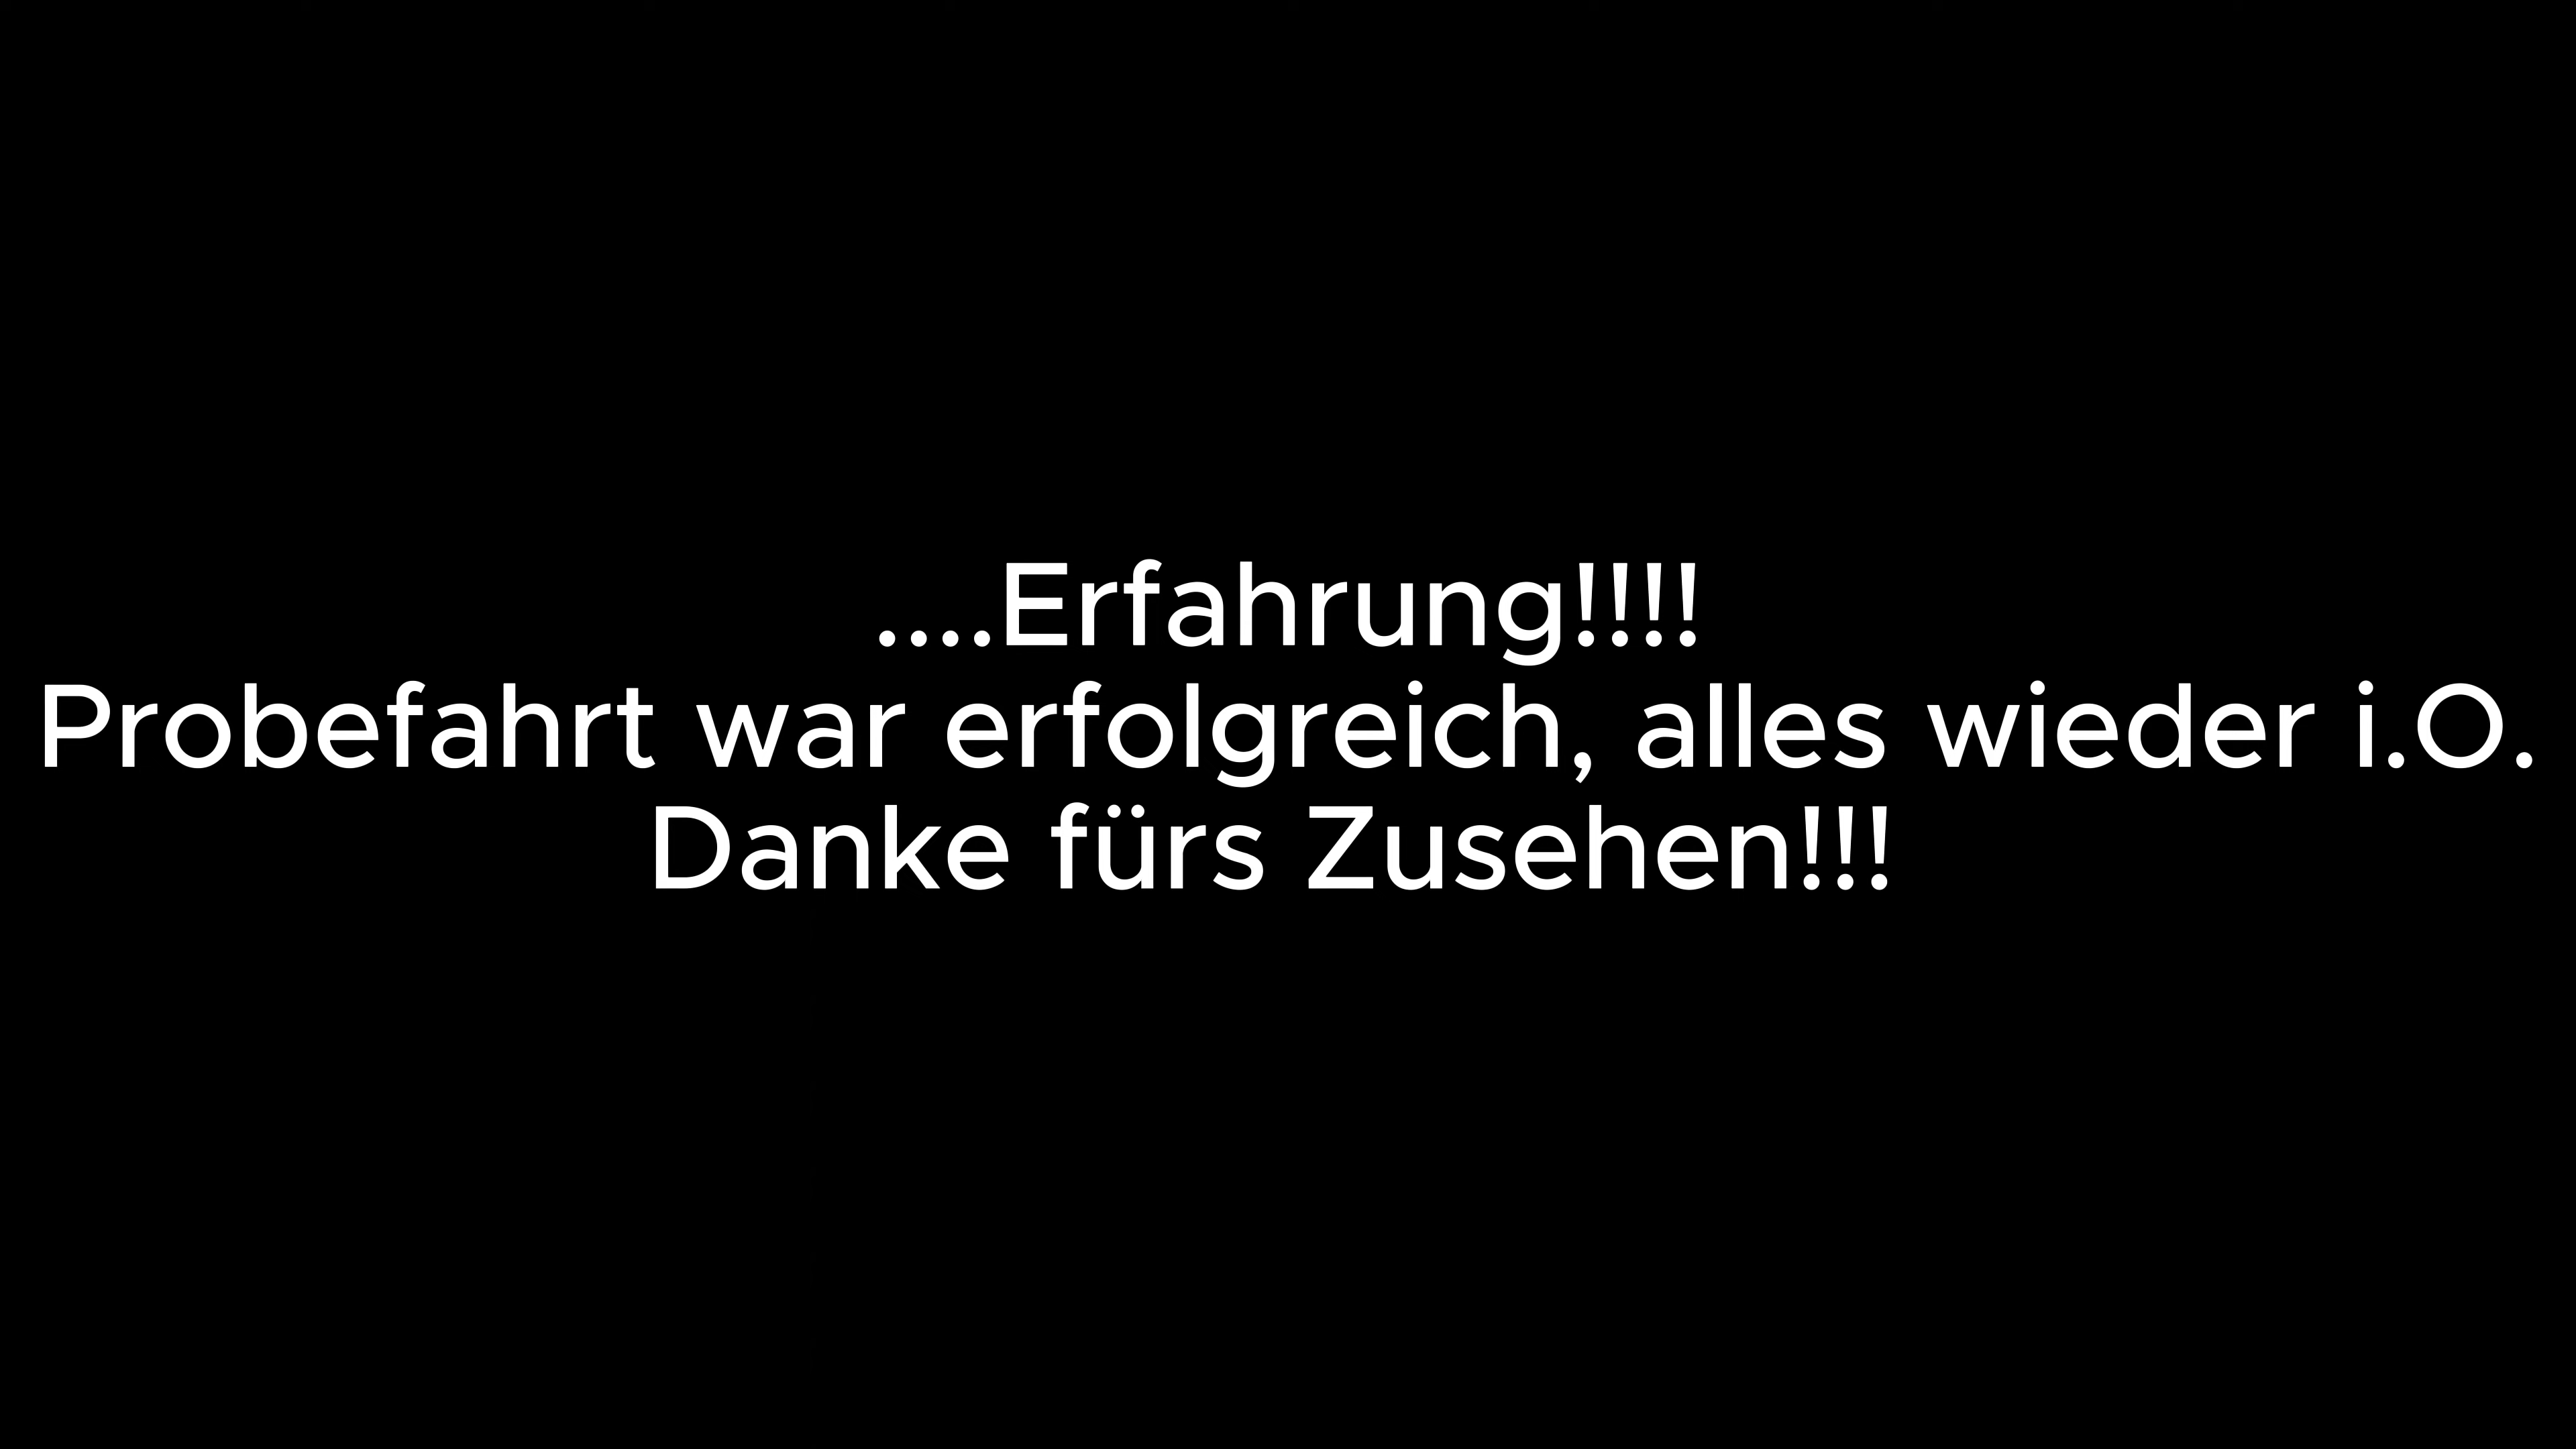 ....Erfahrung!!!!
Probefahrt war erfolgreich, alles wieder i.O.
Danke fürs Zusehen!!!